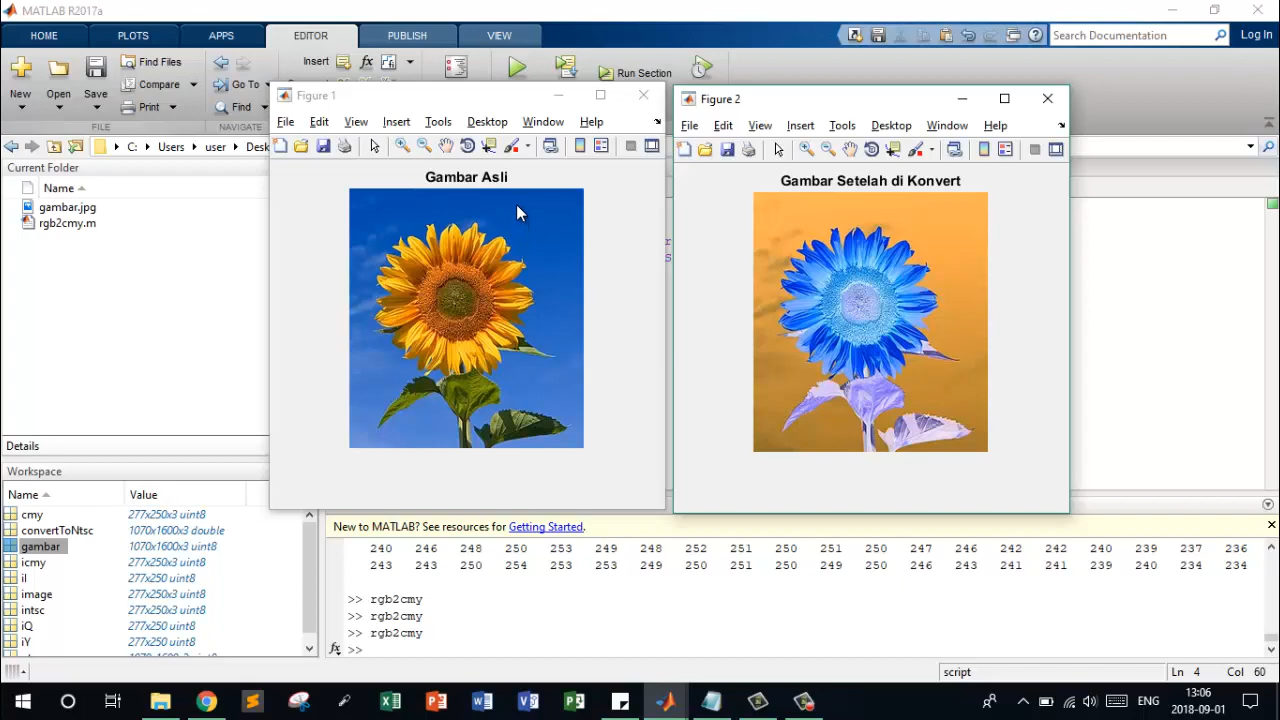 MATLAB R2017a
HOME PLOTS APPS EDITOR PUBLISH VIEW Search Documentation Log In
New Open Save Find Files Compare Print Insert fx Go To Find Run Section
FILE NAVIGATE
C: Users user
Current Folder
Name
gambar.jpg
rgb2cmy.m
Details
Workspace
Name Value
cmy 277x250x3 uint8
convertToNtsc 1070x1600x3 double
gambar 1070x1600x3 uint8
icmy 277x250x3 uint8
iI 277x250 uint8
image 277x250x3 uint8
intsc 277x250x3 uint8
iQ 277x250 uint8
iY 277x250 uint8
Figure 1
File Edit View Insert Tools Desktop Window Help
Gambar Asli
Figure 2
File Edit View Insert Tools Desktop Window Help
Gambar Setelah di Konvert
New to MATLAB? See resources for Getting Started.
240 246 248 250 253 249 248 252 251 250 251 250 247 246 242 242 240 239 237 236
243 243 250 254 253 253 249 250 251 250 249 250 246 243 241 241 239 240 234 234
>> rgb2cmy
>> rgb2cmy
>> rgb2cmy
fx >>
script Ln 4 Col 60
ENG 13:06
2018-09-01